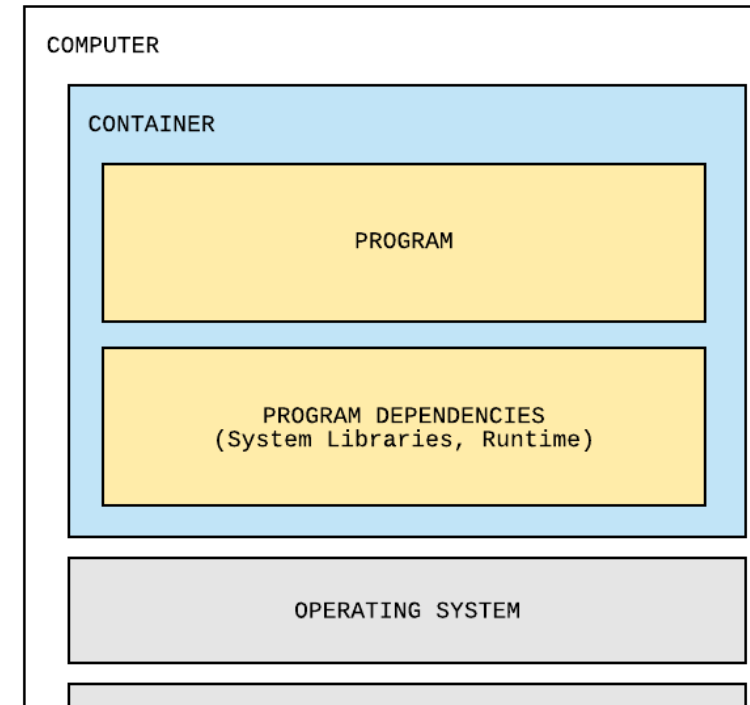 COMPUTER
CONTAINER
PROGRAM
PROGRAM DEPENDENCIES
(System Libraries, Runtime)
OPERATING SYSTEM